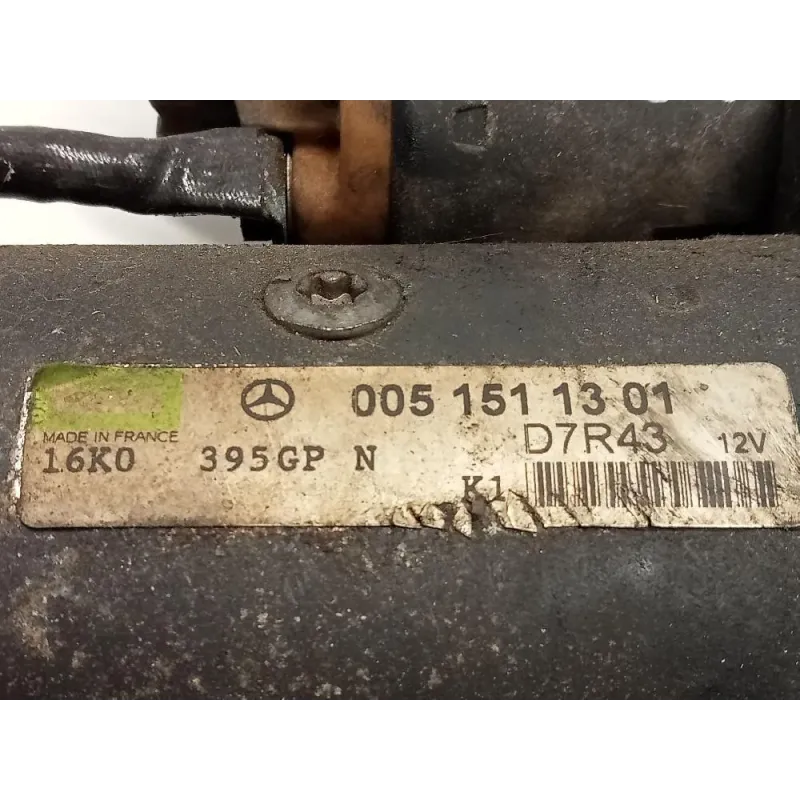 005 151 13 01
MADE IN FRANCE D7R43 12V
16K0 395GP N
K1